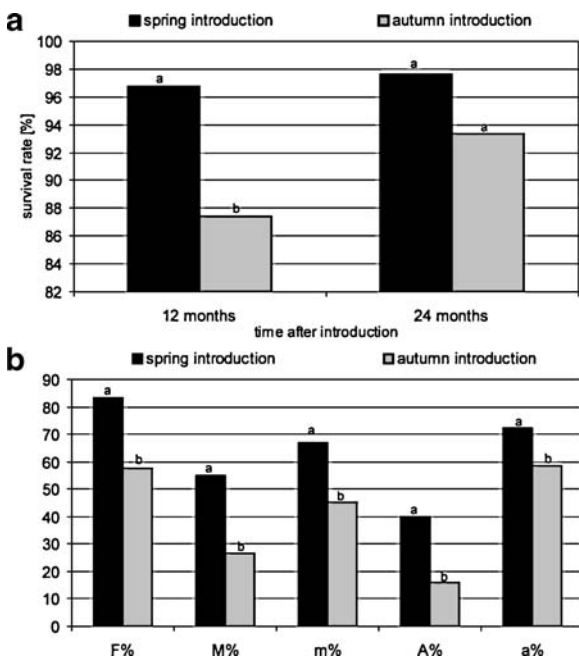 a
spring introduction autumn introduction
100
98
96
94
92
90
88
86
84
82
survival rate [%]
a
b
a
a
12 months 24 months
time after introduction
b
spring introduction autumn introduction
90
80
70
60
50
40
30
20
10
0
a
b
a
b
a
b
a
b
a
b
F% M% m% A% a%